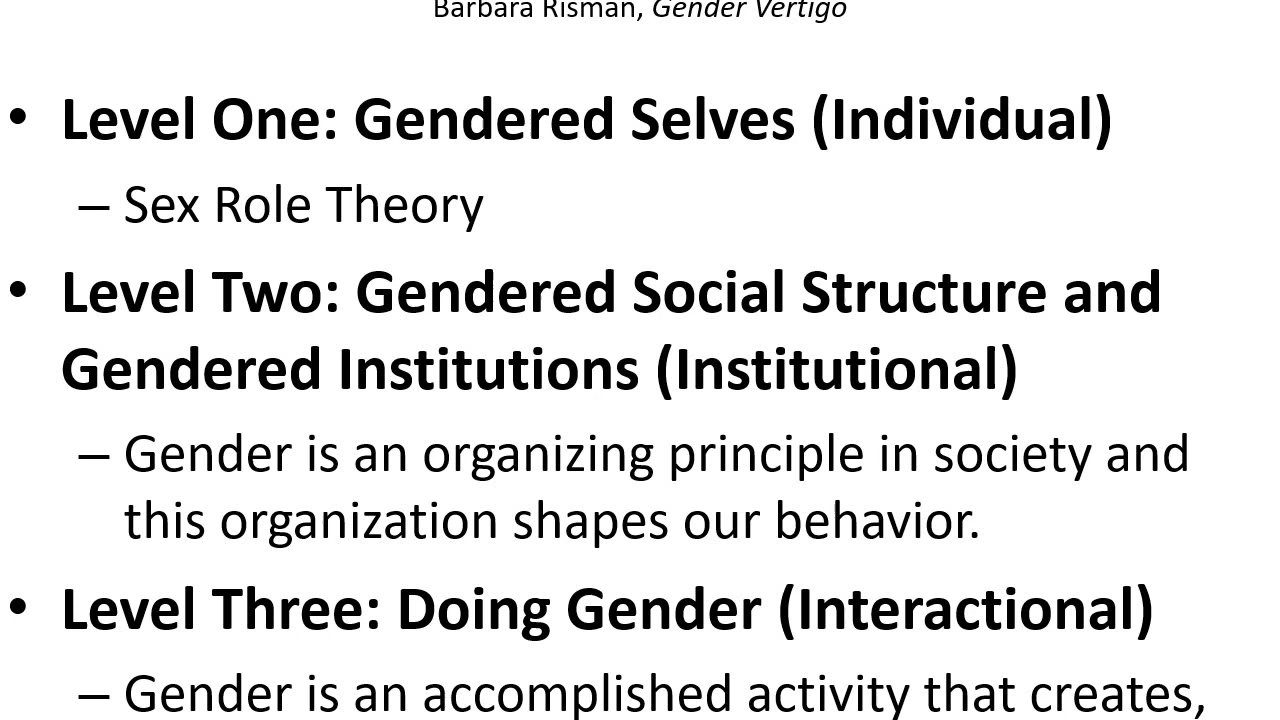 Barbara Risman, Gender Vertigo
• Level One: Gendered Selves (Individual)
– Sex Role Theory
• Level Two: Gendered Social Structure and
Gendered Institutions (Institutional)
– Gender is an organizing principle in society and
this organization shapes our behavior.
• Level Three: Doing Gender (Interactional)
– Gender is an accomplished activity that creates,